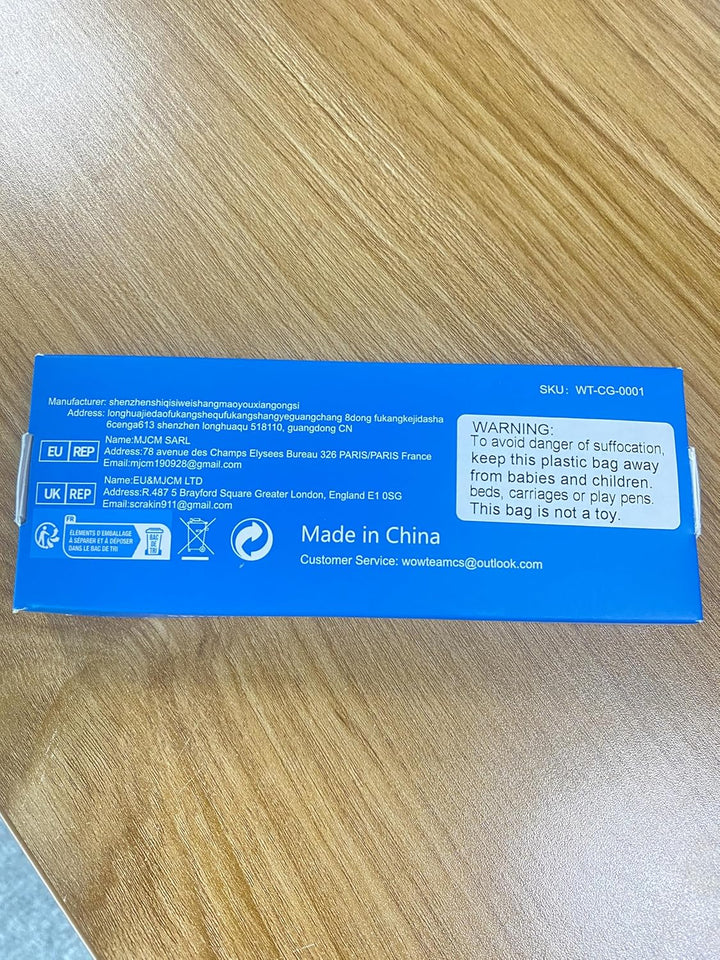 SKU: WT-CG-0001
Manufacturer: shenzhenshiqisiweishangmaoyouxiangongsi
Address: longhuajiedaofukangshequfukangshangyeguangchang 8dong fukangkejidasha
6cenga613 shenzhen longhuaqu 518110, guangdong CN
EU REP
Name:MJCM SARL
Address:78 avenue des Champs Elysees Bureau 326 PARIS/PARIS France
Email:mjcm190928@gmail.com
UK REP
Name:EU&MJCM LTD
Address:R.487 5 Brayford Square Greater London, England E1 0SG
Email:scrakin911@gmail.com
WARNING:
To avoid danger of suffocation,
keep this plastic bag away
from babies and children.
beds, carriages or play pens.
This bag is not a toy.
FR
ÉLÉMENTS D'EMBALLAGE
À SÉPARER ET À DÉPOSER
DANS LE BAC DE TRI
BAC
DE
TRI
Made in China
Customer Service: wowteamcs@outlook.com